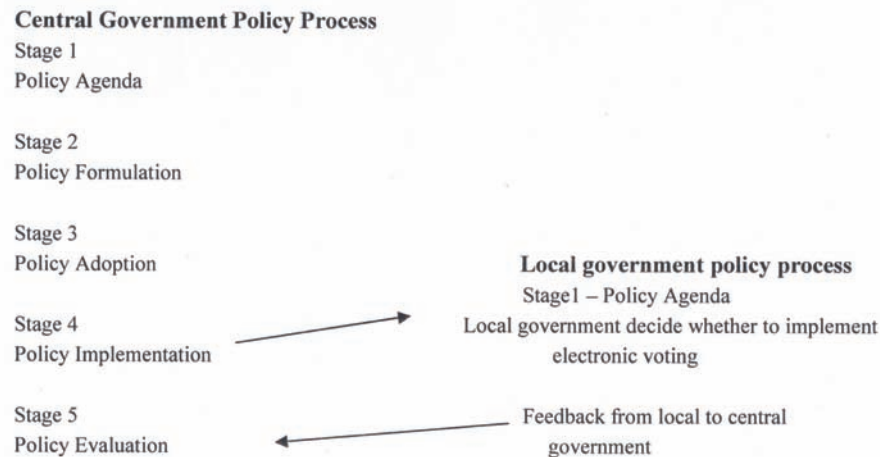 Central Government Policy Process
Stage 1
Policy Agenda
Stage 2
Policy Formulation
Stage 3
Policy Adoption
Stage 4
Policy Implementation
Stage 5
Policy Evaluation
Local government policy process
Stage1 – Policy Agenda
Local government decide whether to implement
electronic voting
Feedback from local to central
government